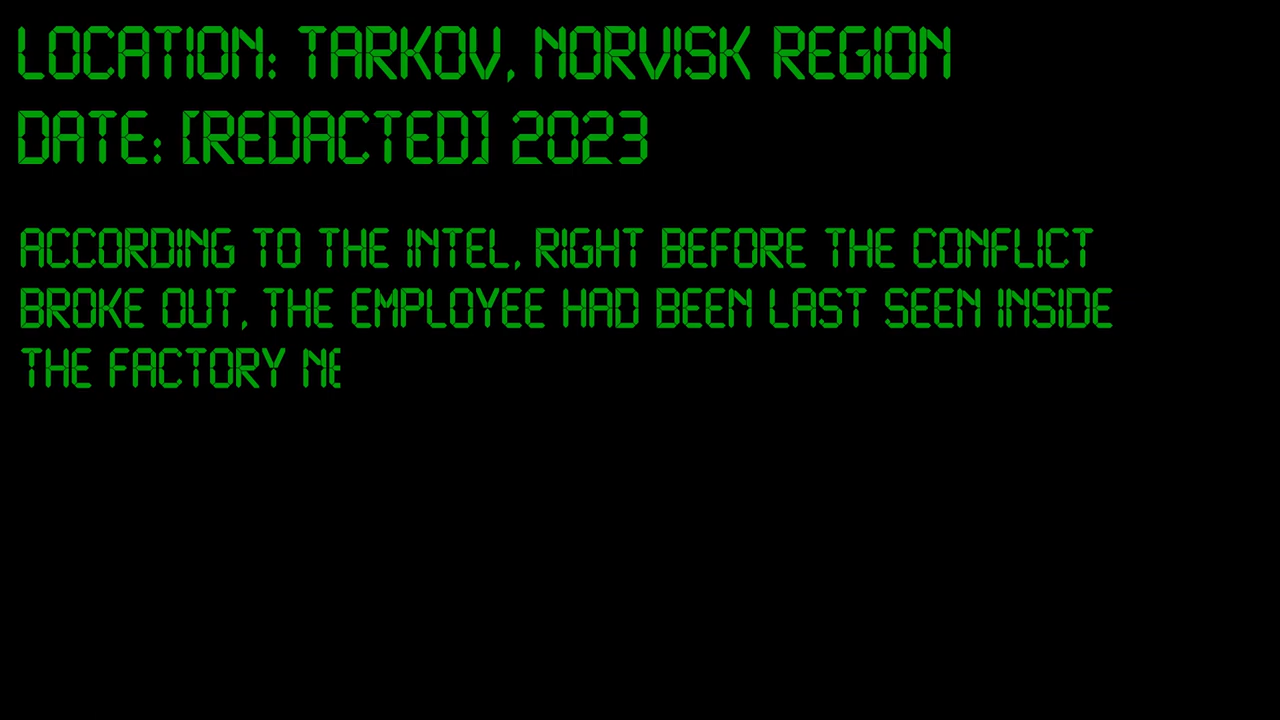 LOCATION: TARKOV, NORVISK REGION
DATE: [REDACTED] 2023
ACCORDING TO THE INTEL, RIGHT BEFORE THE CONFLICT
BROKE OUT, THE EMPLOYEE HAD BEEN LAST SEEN INSIDE
THE FACTORY NE